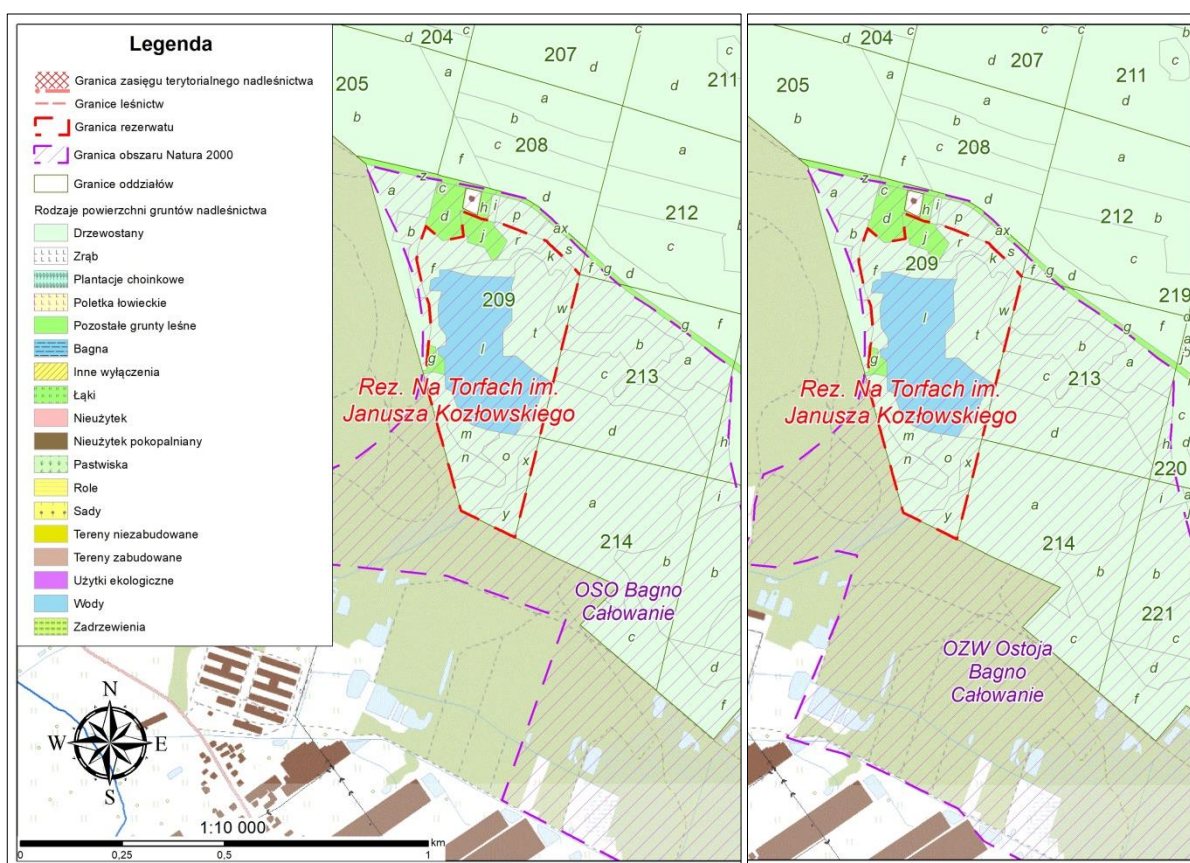 Legenda
Granica zasięgu terytorialnego nadleśnictwa
Granice leśnictw
Granica rezerwatu
Granica obszaru Natura 2000
Granice oddziałów
Rodzaje powierzchni gruntów nadleśnictwa
Drzewostany
Zrąb
Plantacje choinkowe
Poletka łowieckie
Pozostałe grunty leśne
Bagna
Inne wyłączenia
Łąki
Nieużytek
Nieużytek pokopalniany
Pastwiska
Role
Sady
Tereny niezabudowane
Tereny zabudowane
Użytki ekologiczne
Wody
Zadrzewienia
N
W E
S
1:10 000
km
0 0,25 0,5 1
d 204 c c
207
a d d
205 211
b a
b
c 208 a
f
z d
a c 212
h i p
d ax
b j r s c
k f g d
f 209
w f
l t g
b a
g c 213
Rez. Na Torfach im.
Janusza Kozłowskiego
d h
m
n o x
a i
y 214
b b
OSO Bagno
Całowanie
c
d
f
d 204 c c b
207 c
a d 211
205 d
b a
b
c 208 a
f
z d
a c 212
h i p b
d ax
b j r s c
k f g d
f 209 219
w f d
l t g a
b a b j
g c 213
Rez. Na Torfach im.
Janusza Kozłowskiego
c
d h d
m 220
n o x
a i a
y 214
b b
221
c
OZW Ostoja
Bagno
Całowanie
d
f